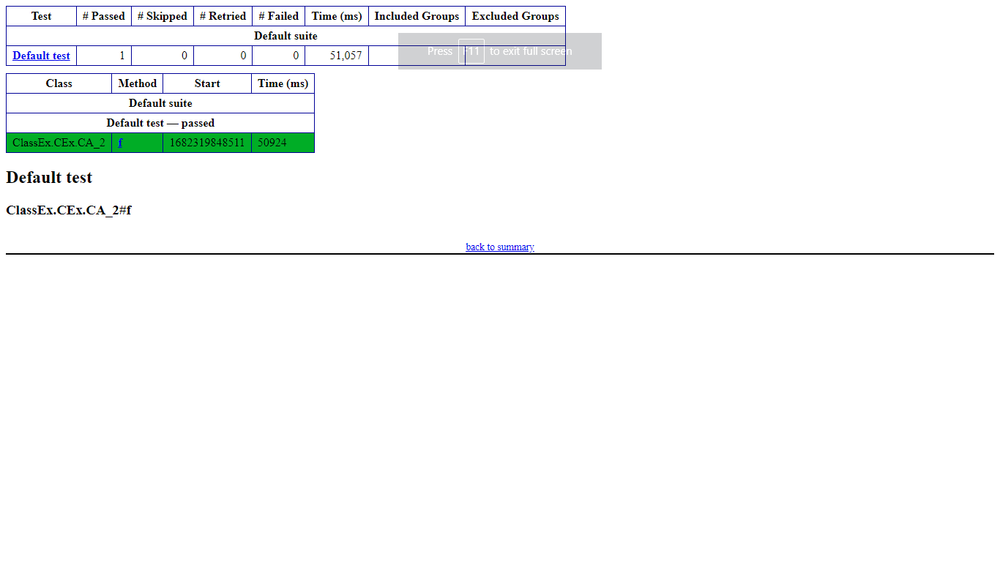 Test # Passed # Skipped # Retried # Failed Time (ms) Included Groups Excluded Groups
Default suite
Press F11 to exit full screen
Default test 1 0 0 0 51,057
Class Method Start Time (ms)
Default suite
Default test — passed
ClassEx.CEx.CA_2 f 1682319848511 50924
Default test
ClassEx.CEx.CA_2#f
back to summary